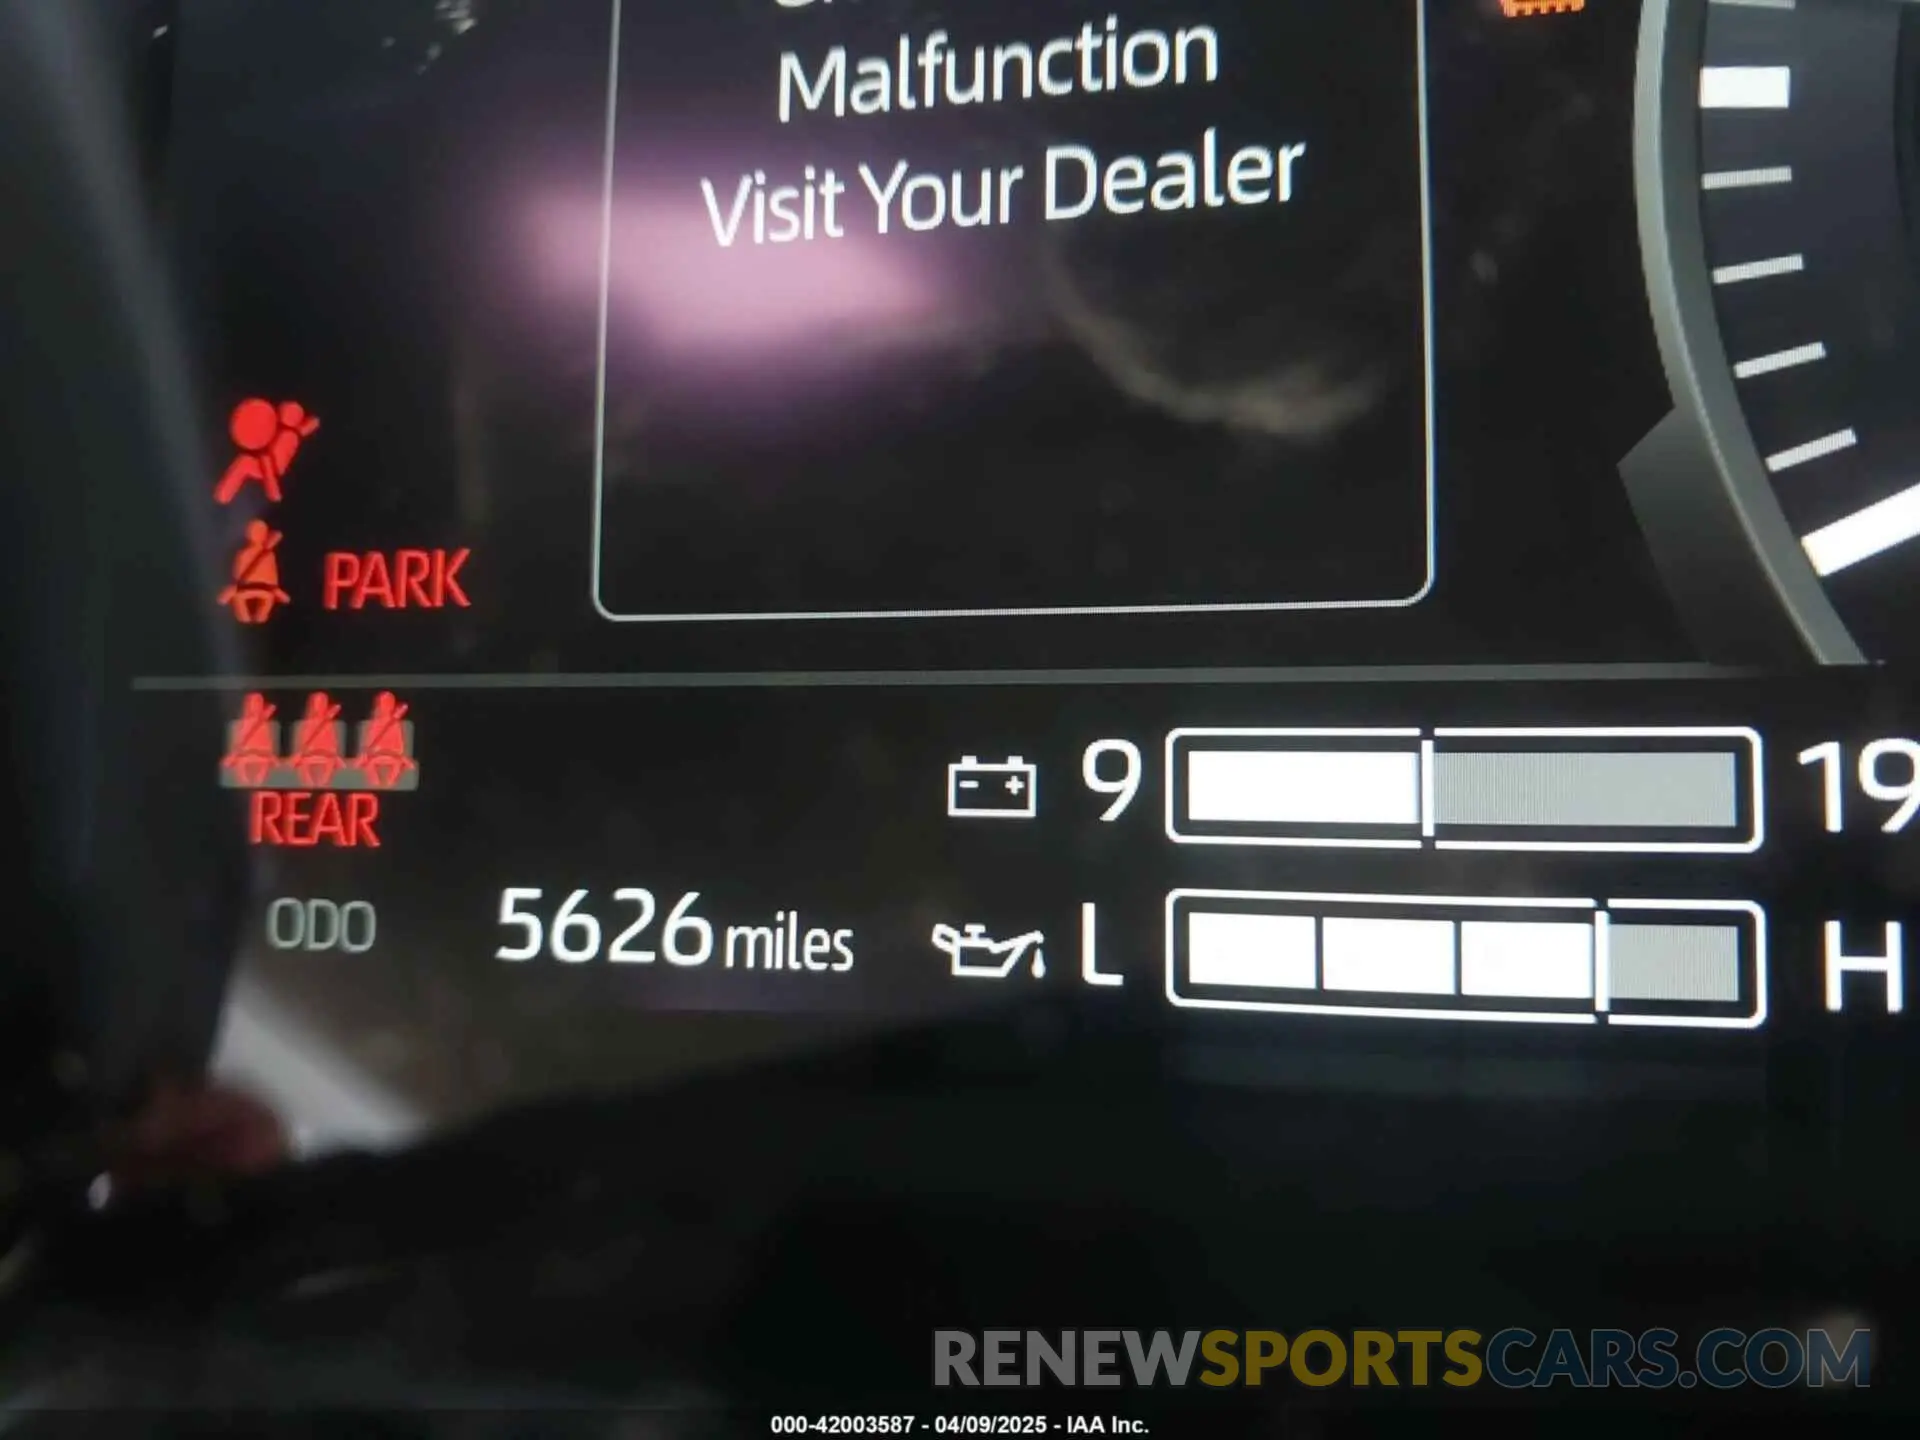 Malfunction
Visit Your Dealer
PARK
REAR
9 19
ODO 5626 miles
L H
RENEWSPORTSCARS.COM
000-42003587 - 04/09/2025 - IAA Inc.